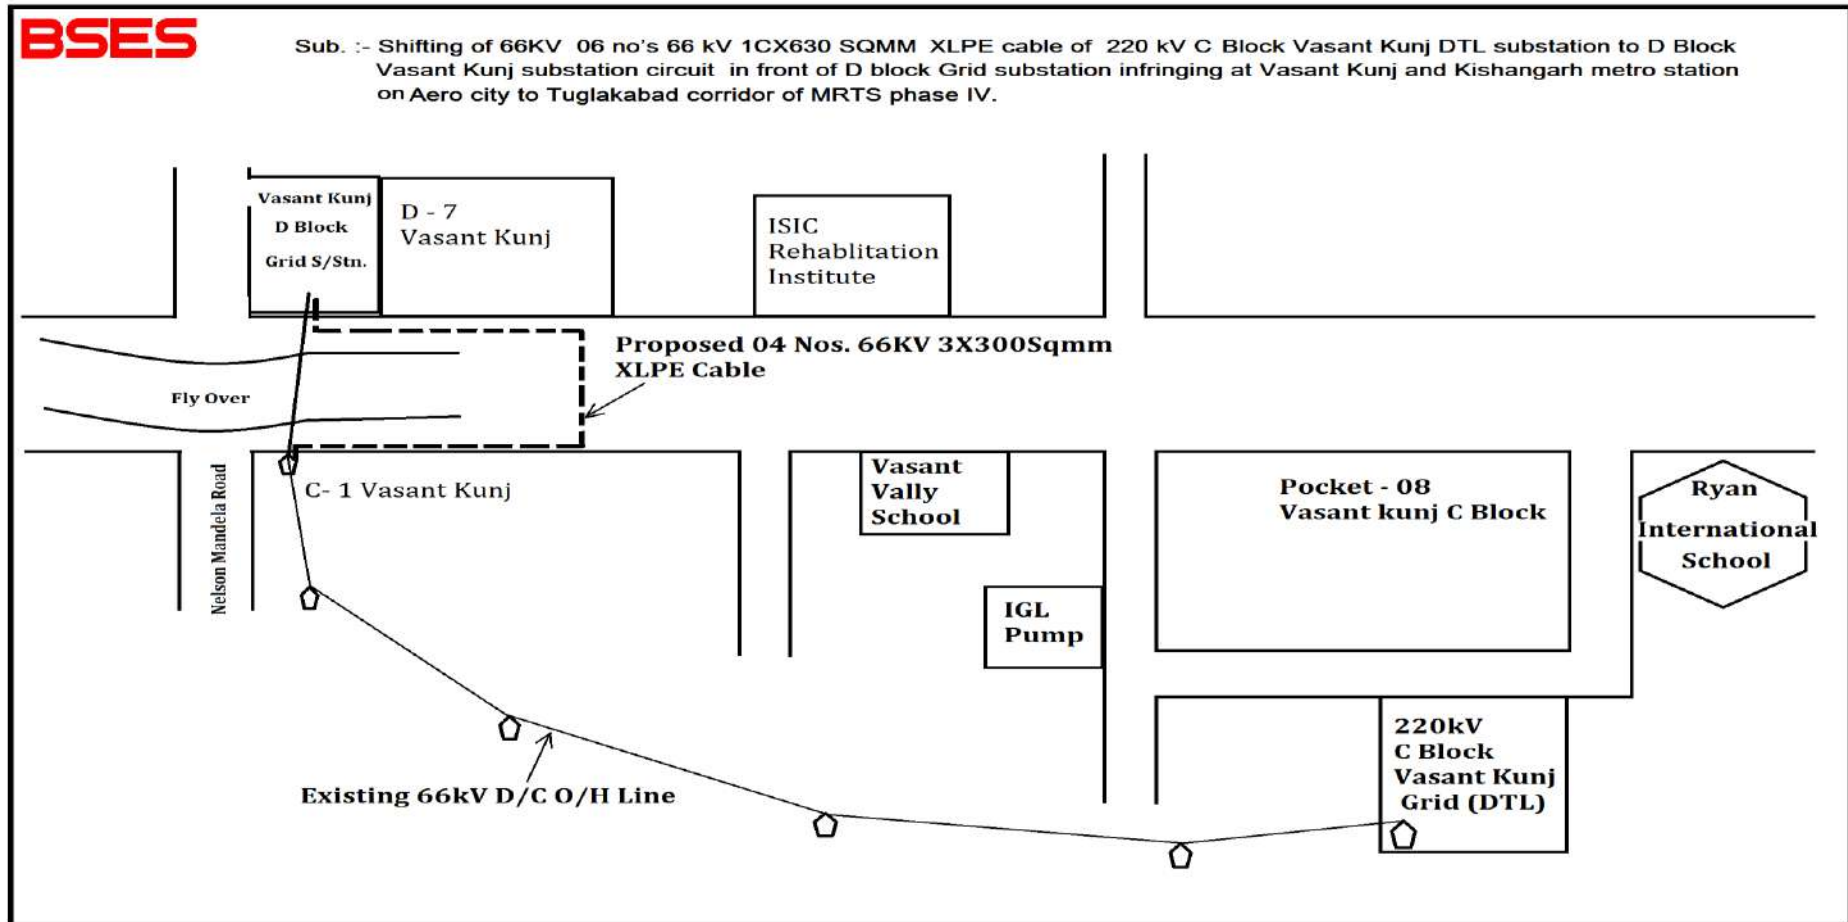 BSES
Sub. :- Shifting of 66KV 06 no's 66 kV 1CX630 SQMM XLPE cable of 220 kV C Block Vasant Kunj DTL substation to D Block
Vasant Kunj substation circuit in front of D block Grid substation infringing at Vasant Kunj and Kishangarh metro station
on Aero city to Tuglakabad corridor of MRTS phase IV.
Vasant Kunj
D Block
Grid S/Stn.
D - 7
Vasant Kunj
ISIC
Rehablitation
Institute
Proposed 04 Nos. 66KV 3X300Sqmm
XLPE Cable
Fly Over
Nelson Mandela Road
C- 1 Vasant Kunj
Vasant
Vally
School
Pocket - 08
Vasant kunj C Block
Ryan
International
School
IGL
Pump
220kV
C Block
Vasant Kunj
Grid (DTL)
Existing 66kV D/C O/H Line